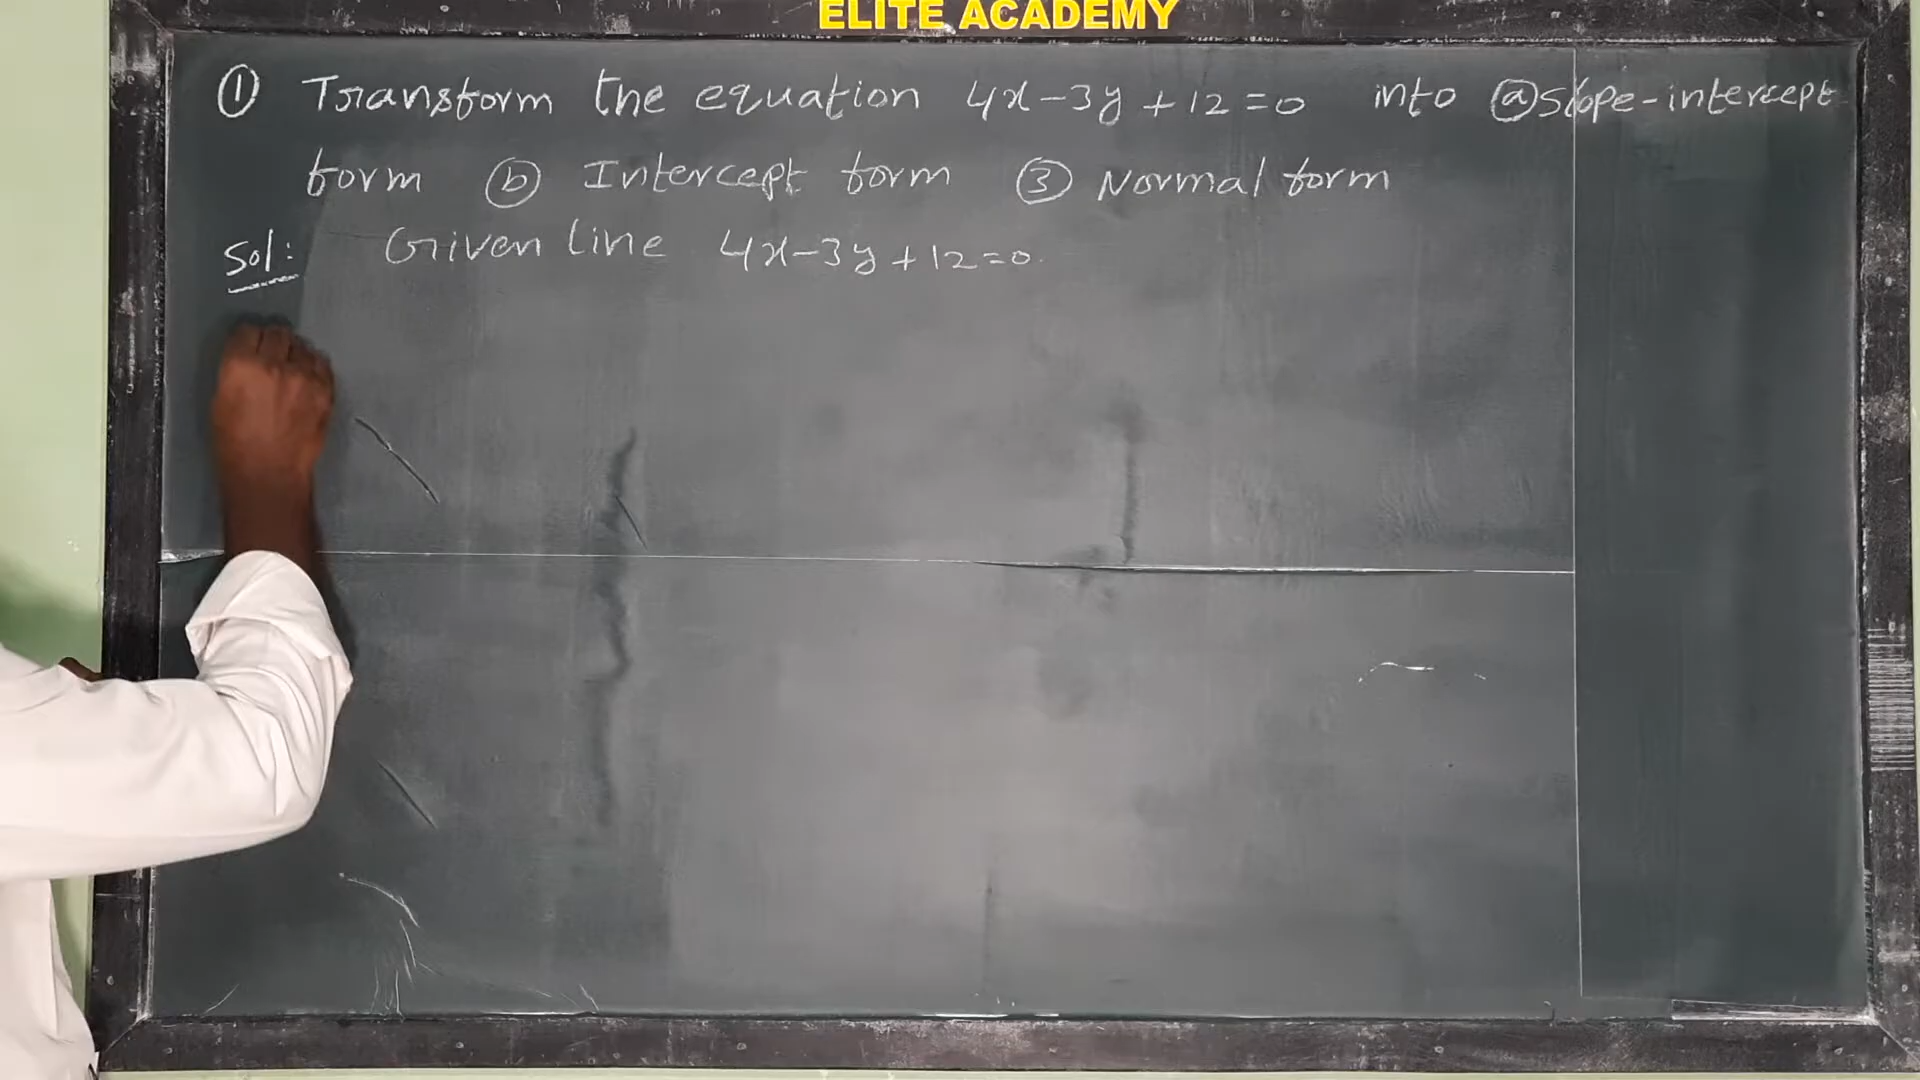 ELITE ACADEMY
① Transform the equation 4x-3y+12=0 into ⓐ slope-intercept
form ⓑ Intercept form ③ Normal form
Sol: Given line 4x-3y+12=0.